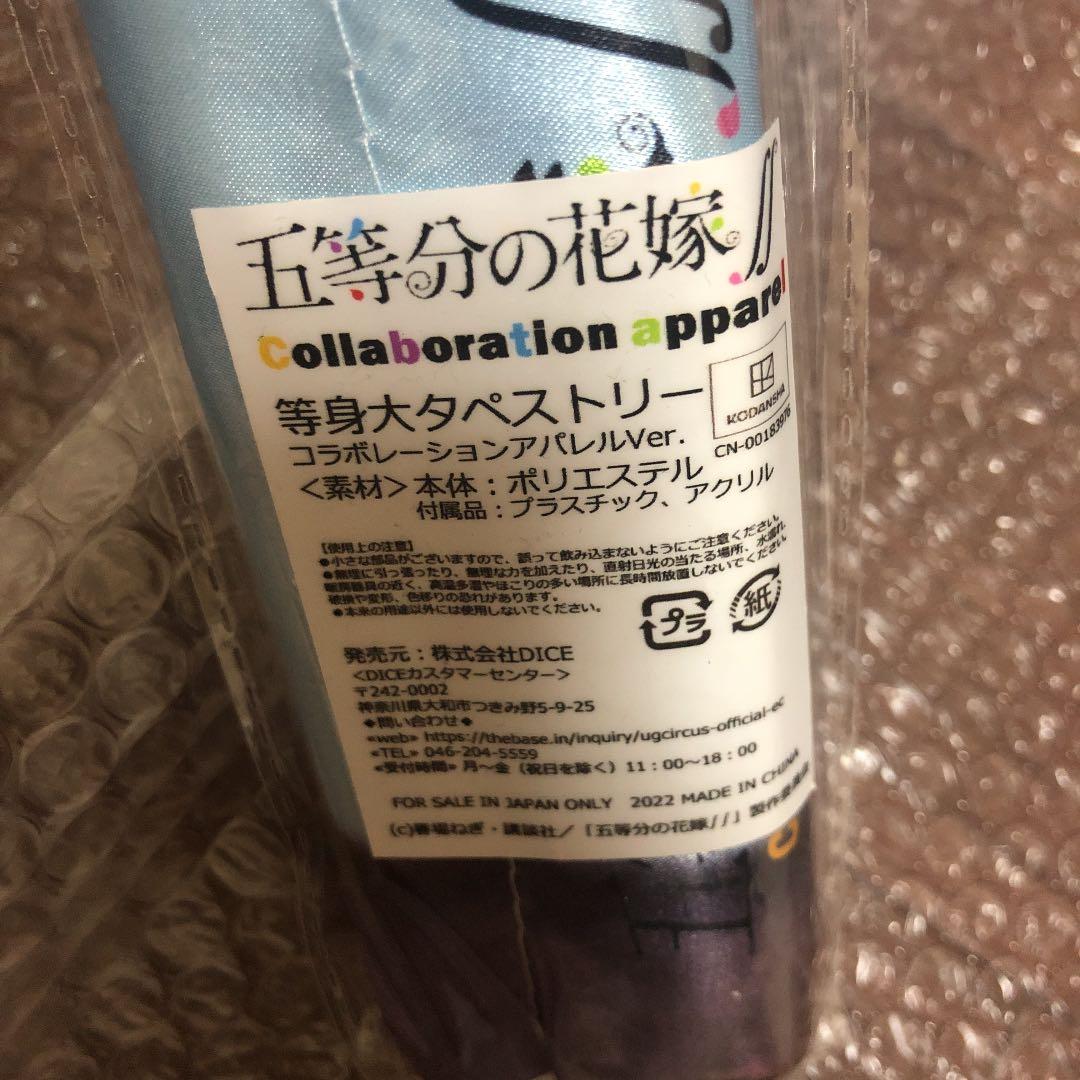 五等分の花嫁∬
Collaboration apparel
等身大タペストリー
コラボレーションアパレルVer.
KODANSHA
CN-00183976
＜素材＞本体：ポリエステル
付属品：プラスチック、アクリル
【使用上の注意】
●小さな部品がございますので、誤って飲み込まないようにご注意ください。
●無理に引っ張ったり、無理な力を加えたり、直射日光の当たる場所、水濡れ、
暖房器具の近く、高温多湿やほこりの多い場所に長時間放置しないでください。
破損や変形、色移りの恐れがあります。
●本来の用途以外には使用しないでください。
プラ
紙
発売元：株式会社DICE
＜DICEカスタマーセンター＞
〒242-0002
神奈川県大和市つきみ野5-9-25
◆問い合わせ◆
≪web≫ https://thebase.in/inquiry/ugcircus-official-ec
≪TEL≫ 046-204-5559
≪受付時間≫ 月～金（祝日を除く）11：00～18：00
FOR SALE IN JAPAN ONLY 2022 MADE IN CHINA
(c)春場ねぎ・講談社／「五等分の花嫁∬」製作委員会